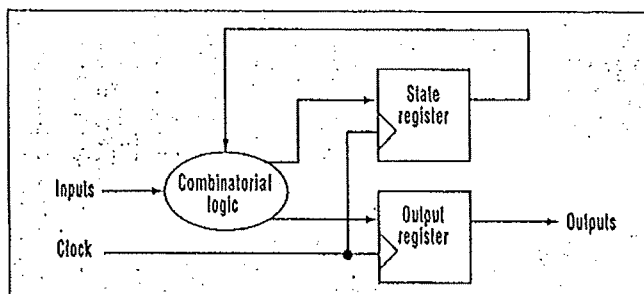 State
register
Combinatorial
logic
Inputs
Output
register
Outputs
Clock